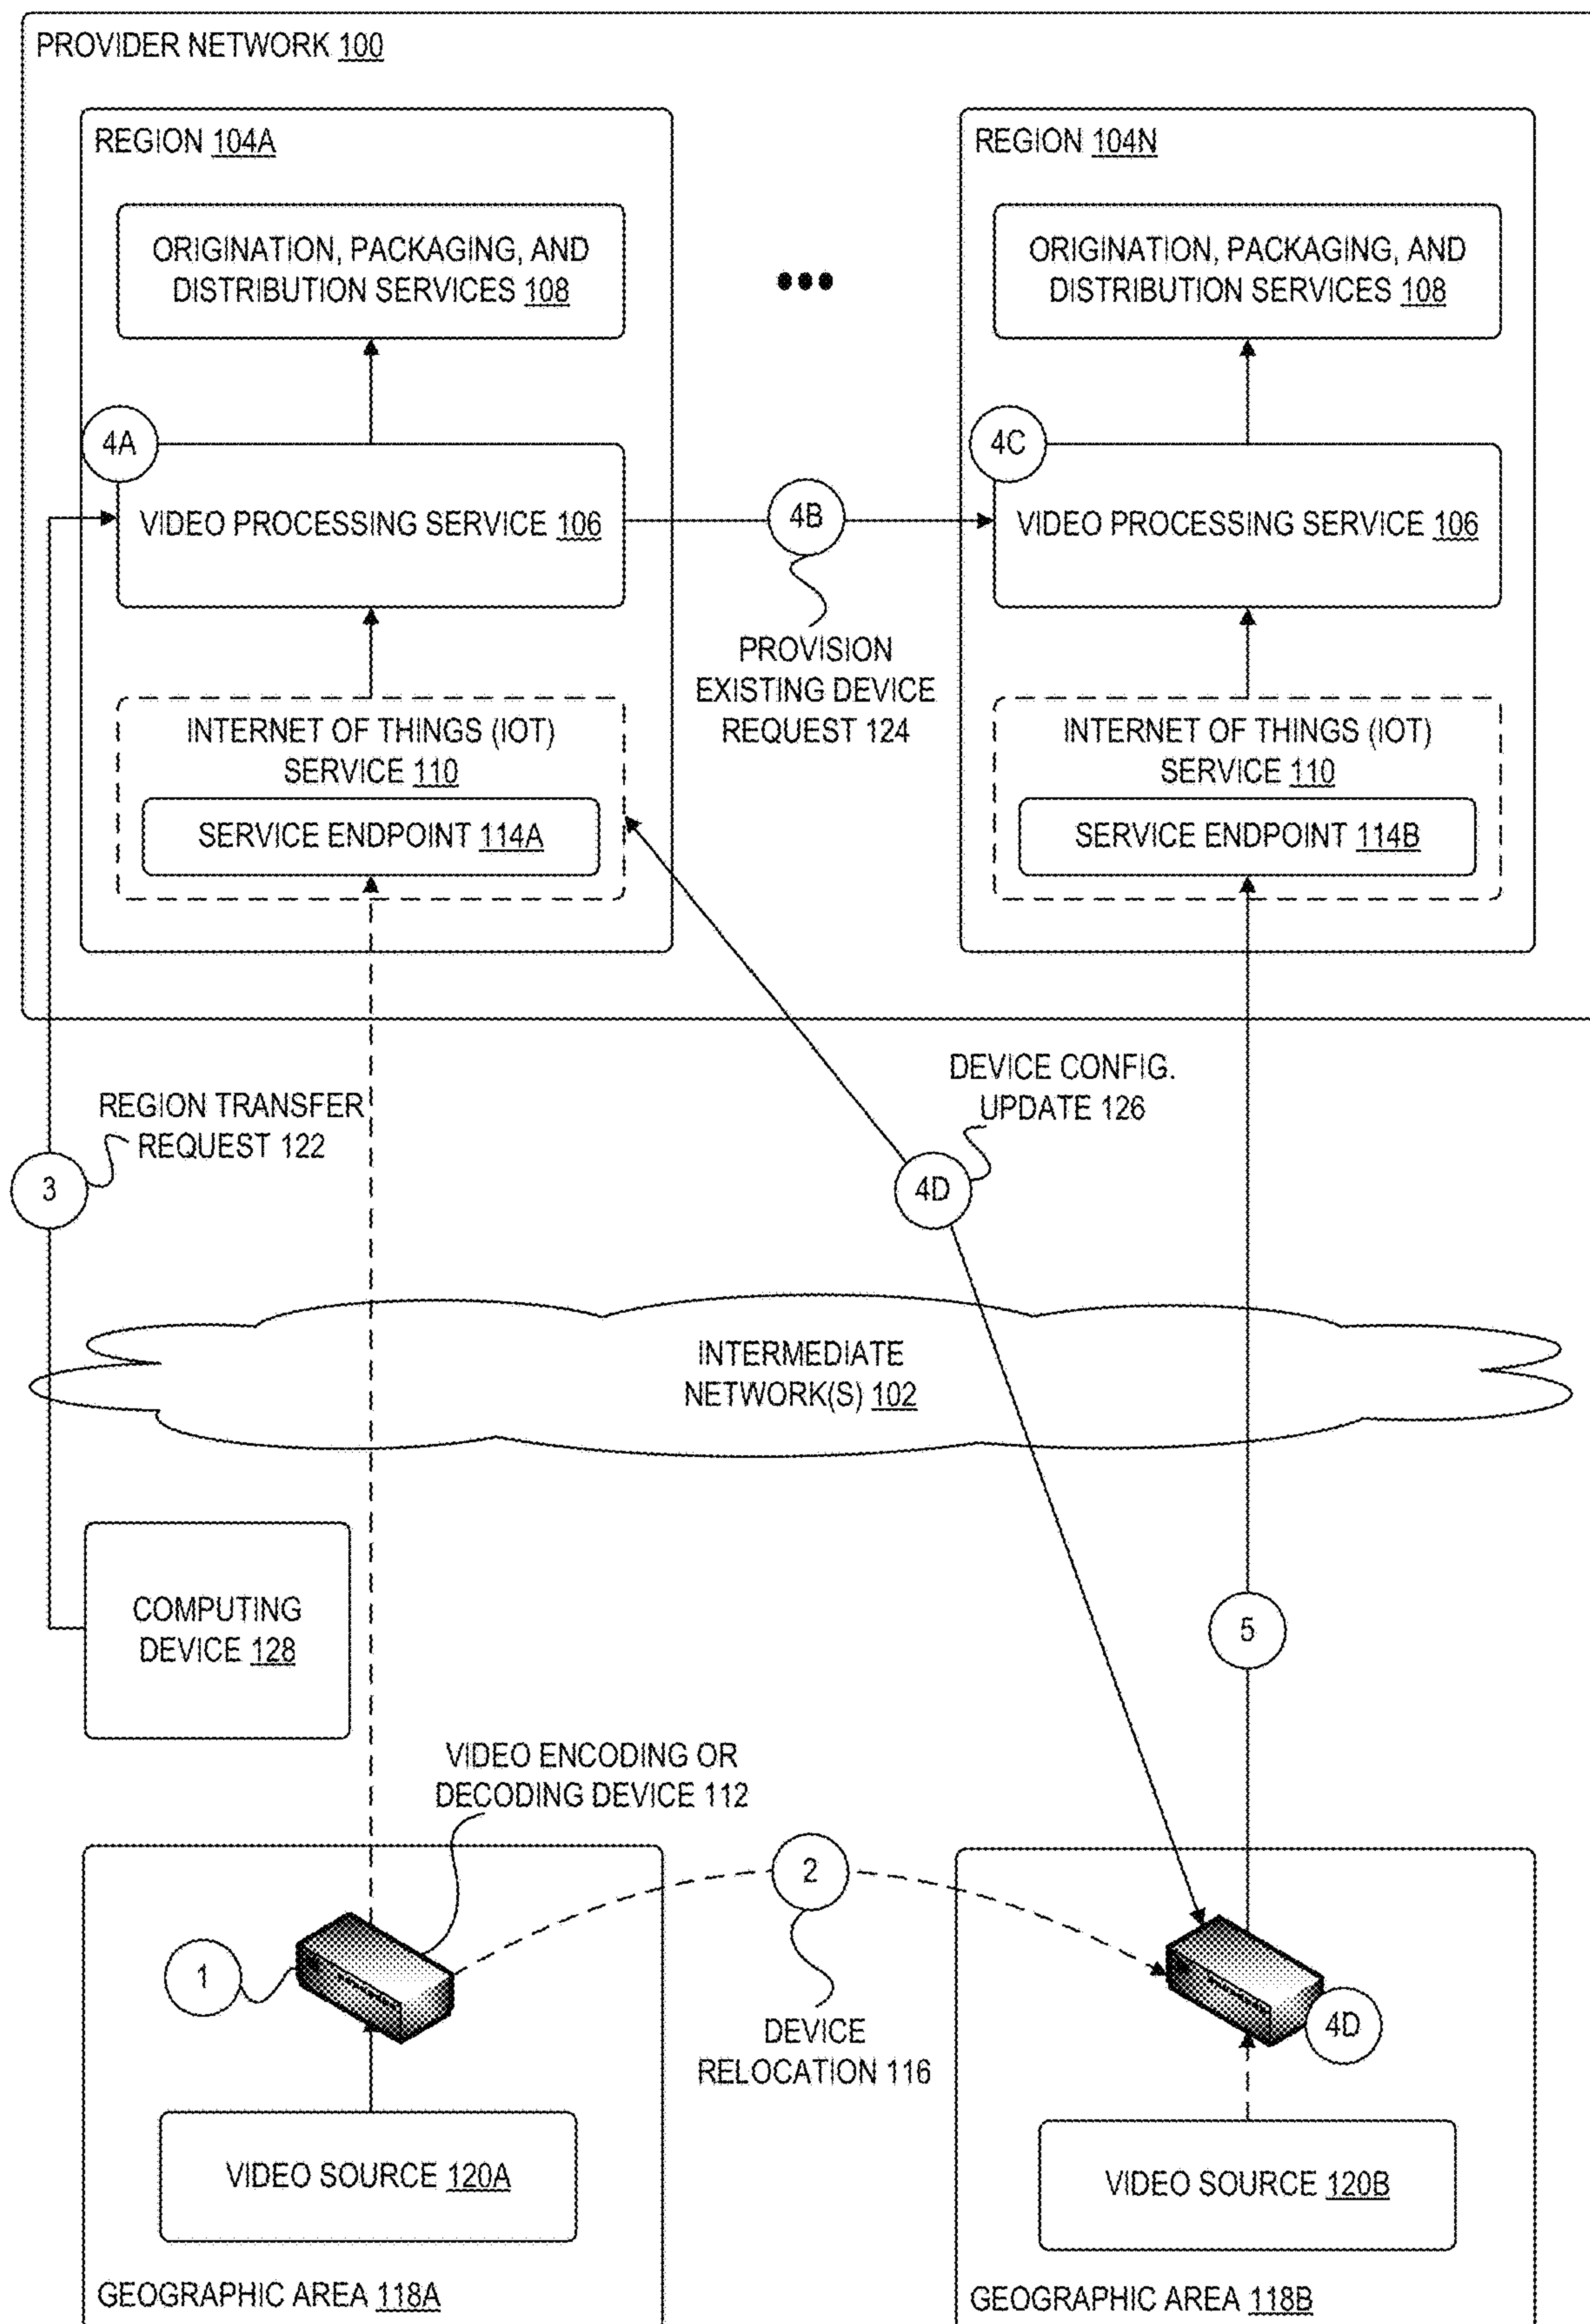 PROVIDER NETWORK 100
REGION 104A
ORIGINATION, PACKAGING, AND
DISTRIBUTION SERVICES 108
4A
VIDEO PROCESSING SERVICE 106
INTERNET OF THINGS (IOT)
SERVICE 110
SERVICE ENDPOINT 114A
•••
4B
PROVISION
EXISTING DEVICE
REQUEST 124
REGION 104N
ORIGINATION, PACKAGING, AND
DISTRIBUTION SERVICES 108
4C
VIDEO PROCESSING SERVICE 106
INTERNET OF THINGS (IOT)
SERVICE 110
SERVICE ENDPOINT 114B
REGION TRANSFER
REQUEST 122
3
DEVICE CONFIG.
UPDATE 126
4D
INTERMEDIATE
NETWORK(S) 102
COMPUTING
DEVICE 128
5
VIDEO ENCODING OR
DECODING DEVICE 112
1
2
DEVICE
RELOCATION 116
4D
VIDEO SOURCE 120A
GEOGRAPHIC AREA 118A
VIDEO SOURCE 120B
GEOGRAPHIC AREA 118B